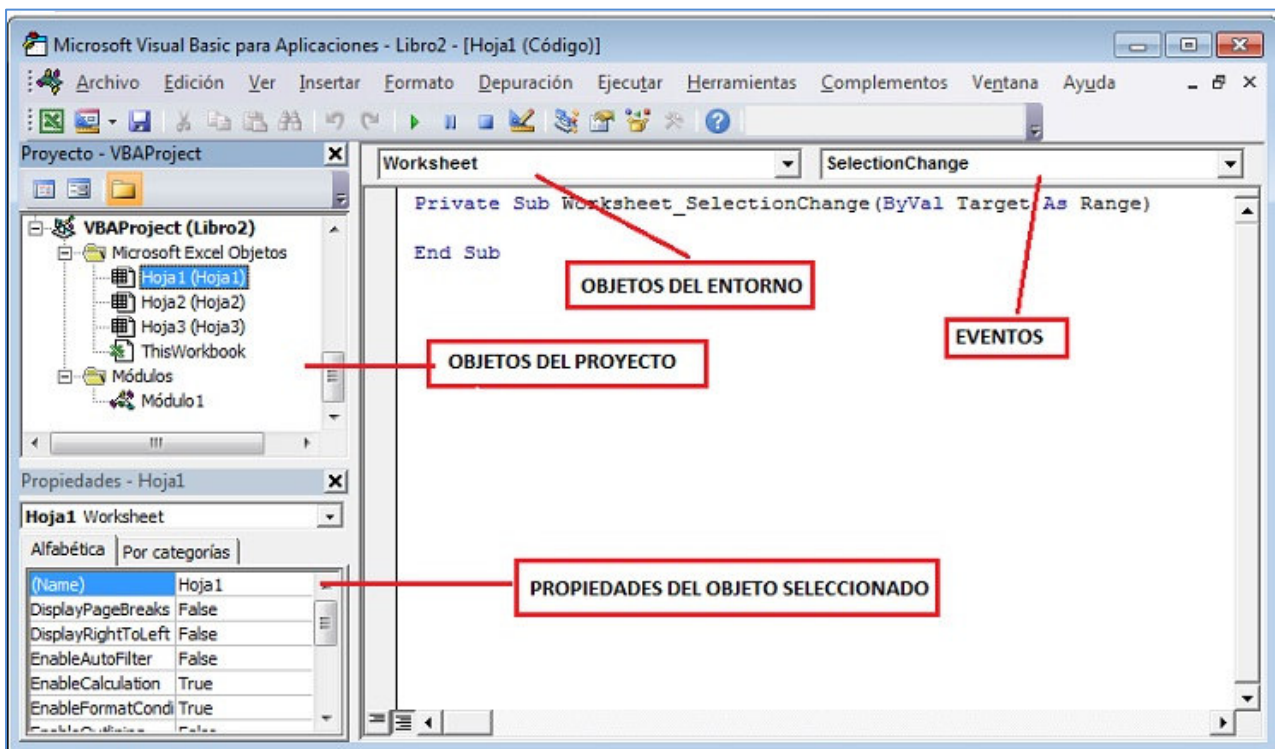 Microsoft Visual Basic para Aplicaciones - Libro2 - [Hoja1 (Código)]
Archivo Edición Ver Insertar Formato Depuración Ejecutar Herramientas Complementos Ventana Ayuda
Proyecto - VBAProject
VBAProject (Libro2)
Microsoft Excel Objetos
Hoja1 (Hoja1)
Hoja2 (Hoja2)
Hoja3 (Hoja3)
ThisWorkbook
Módulos
Módulo1
Propiedades - Hoja1
Hoja1 Worksheet
Alfabética Por categorías
(Name) Hoja1
DisplayPageBreaks False
DisplayRightToLeft False
EnableAutoFilter False
EnableCalculation True
EnableFormatCondi True
EnableOutlining False
Worksheet SelectionChange
Private Sub Worksheet_SelectionChange(ByVal Target As Range)
End Sub
OBJETOS DEL ENTORNO
EVENTOS
OBJETOS DEL PROYECTO
PROPIEDADES DEL OBJETO SELECCIONADO